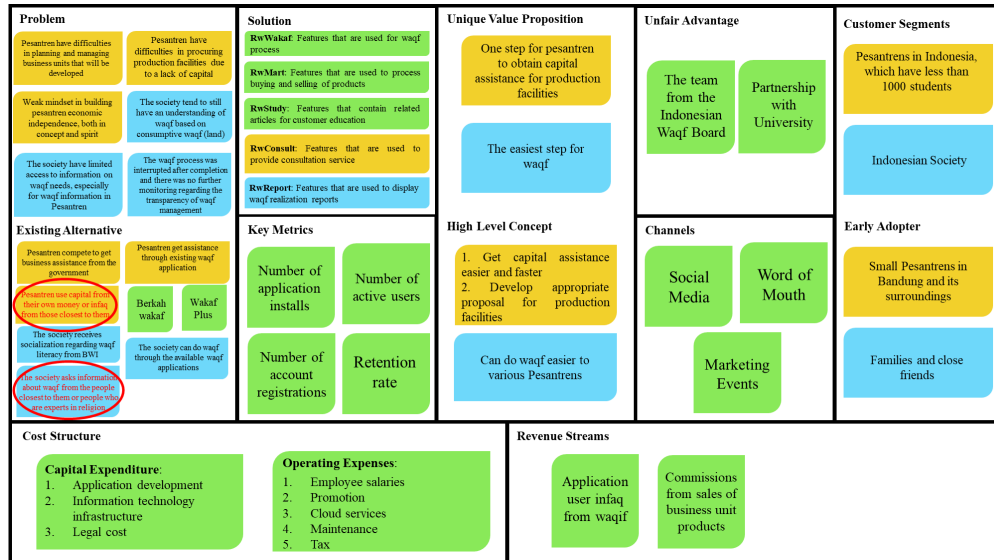 Problem
Pesantren have difficulties
in planning and managing
business units that will be
developed
Pesantren have
difficulties in procuring
production facilities due
to a lack of capital
Weak mindset in building
pesantren economic
independence, both in
concept and spirit
The society tend to still
have an understanding of
waqf based on
consumptive waqf (land)
The society have limited
access to information on
waqf needs, especially
for waqf information in
Pesantren
The waqf process was
interrupted after completion
and there was no further
monitoring regarding the
transparency of waqf
management
Existing Alternative
Pesantren compete to get
business assistance from the
government
Pesantren get assistance
through existing waqf
application
Pesantren use capital from
their own money or infaq
from those closest to them
Berkah
wakaf
Wakaf
Plus
The society receives
socialization regarding waqf
literacy from BWI
The society can do waqf
through the available waqf
applications
The society asks information
about waqf from the people
closest to them or people who
are experts in religion
Solution
RwWakaf: Features that are used for waqf
process
RwMart: Features that are used to process
buying and selling of products
RwStudy: Features that contain related
articles for customer education
RwConsult: Features that are used to
provide consultation service
RwReport: Features that are used to display
waqf realization reports
Key Metrics
Number of
application
installs
Number of
active users
Number of
account
registrations
Retention
rate
Unique Value Proposition
One step for pesantren
to obtain capital
assistance for production
facilities
The easiest step for
waqf
High Level Concept
1. Get capital assistance
easier and faster
2. Develop appropriate
proposal for production
facilities
Can do waqf easier to
various Pesantrens
Unfair Advantage
The team
from the
Indonesian
Waqf Board
Partnership
with
University
Channels
Social
Media
Word of
Mouth
Marketing
Events
Customer Segments
Pesantrens in Indonesia,
which have less than
1000 students
Indonesian Society
Early Adopter
Small Pesantrens in
Bandung and its
surroundings
Families and close
friends
Cost Structure
Capital Expenditure:
1. Application development
2. Information technology
infrastructure
3. Legal cost
Operating Expenses:
1. Employee salaries
2. Promotion
3. Cloud services
4. Maintenance
5. Tax
Revenue Streams
Application
user infaq
from waqif
Commissions
from sales of
business unit
products